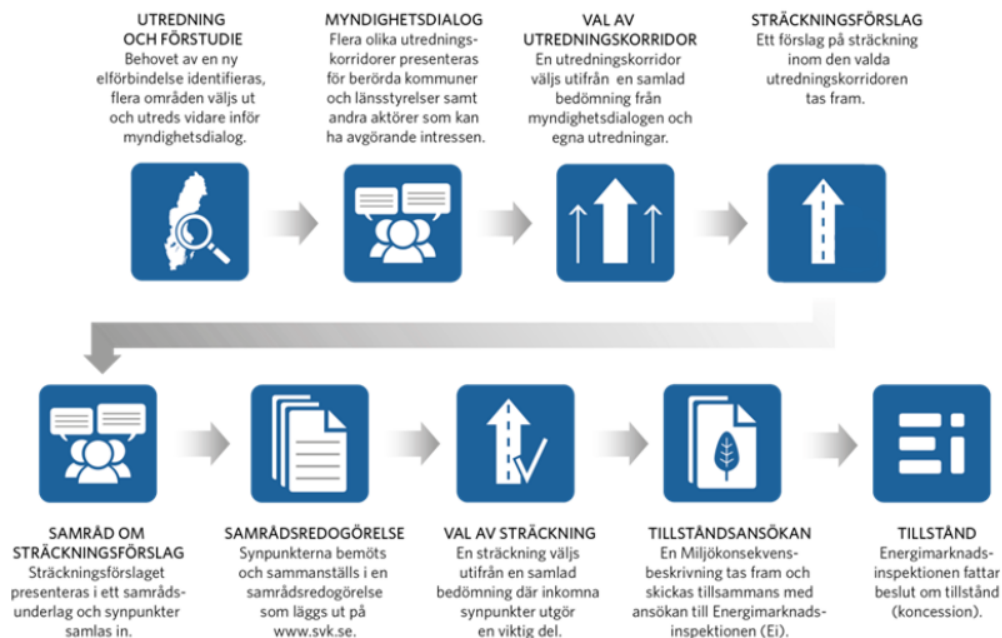 UTREDNING
OCH FÖRSTUDIE
Behovet av en ny
elförbindelse identifieras,
flera områden väljs ut
och utreds vidare inför
myndighetsdialog.
MYNDIGHETSDIALOG
Flera olika utrednings-
korridorer presenteras
för berörda kommuner
och länsstyrelser samt
andra aktörer som kan
ha avgörande intressen.
VAL AV
UTREDNINGSKORRIDOR
En utredningskorridor
väljs utifrån en samlad
bedömning från
myndighetsdialogen och
egna utredningar.
STRÄCKNINGSFÖRSLAG
Ett förslag på sträckning
inom den valda
utredningskorridoren
tas fram.
SAMRÅD OM
STRÄCKNINGSFÖRSLAG
Sträckningsförslaget
presenteras i ett samråds-
underlag och synpunkter
samlas in.
SAMRÅDSREDOGÖRELSE
Synpunkterna bemöts
och sammanställs i en
samrådsredogörelse
som läggs ut på
www.svk.se.
VAL AV STRÄCKNING
En sträckning väljs
utifrån en samlad
bedömning där inkomna
synpunkter utgör
en viktig del.
TILLSTÅNDSANSÖKAN
En Miljökonsekvens-
beskrivning tas fram och
skickas tillsammans med
ansökan till Energimarknads-
inspektionen (Ei).
Ei
TILLSTÅND
Energimarknads-
inspektionen fattar
beslut om tillstånd
(koncession).